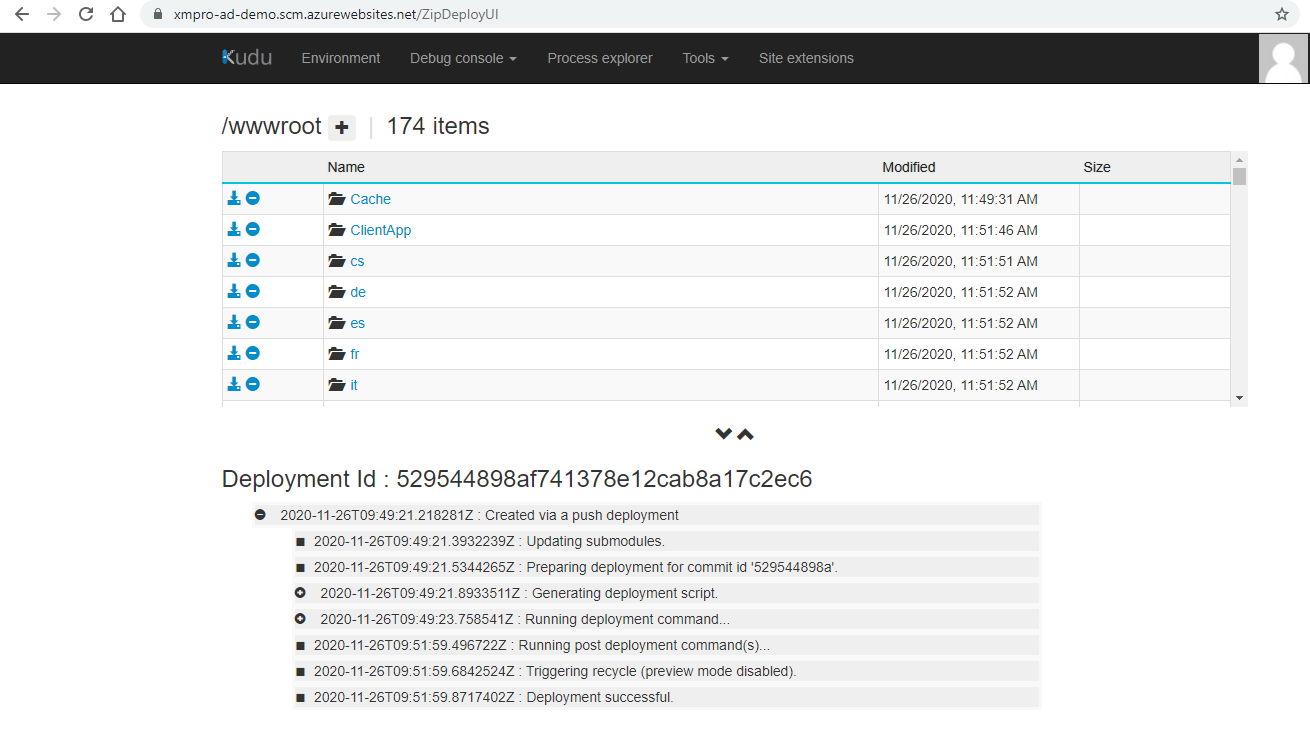 xmpro-ad-demo.scm.azurewebsites.net/ZipDeployUI
Kudu Environment Debug console Process explorer Tools Site extensions
/wwwroot 174 items
Name Modified Size
Cache 11/26/2020, 11:49:31 AM
ClientApp 11/26/2020, 11:51:46 AM
cs 11/26/2020, 11:51:51 AM
de 11/26/2020, 11:51:52 AM
es 11/26/2020, 11:51:52 AM
fr 11/26/2020, 11:51:52 AM
it 11/26/2020, 11:51:52 AM
Deployment Id : 529544898af741378e12cab8a17c2ec6
2020-11-26T09:49:21.218281Z : Created via a push deployment
2020-11-26T09:49:21.3932239Z : Updating submodules.
2020-11-26T09:49:21.5344265Z : Preparing deployment for commit id '529544898a'.
2020-11-26T09:49:21.8933511Z : Generating deployment script.
2020-11-26T09:49:23.758541Z : Running deployment command...
2020-11-26T09:51:59.496722Z : Running post deployment command(s)...
2020-11-26T09:51:59.6842524Z : Triggering recycle (preview mode disabled).
2020-11-26T09:51:59.8717402Z : Deployment successful.